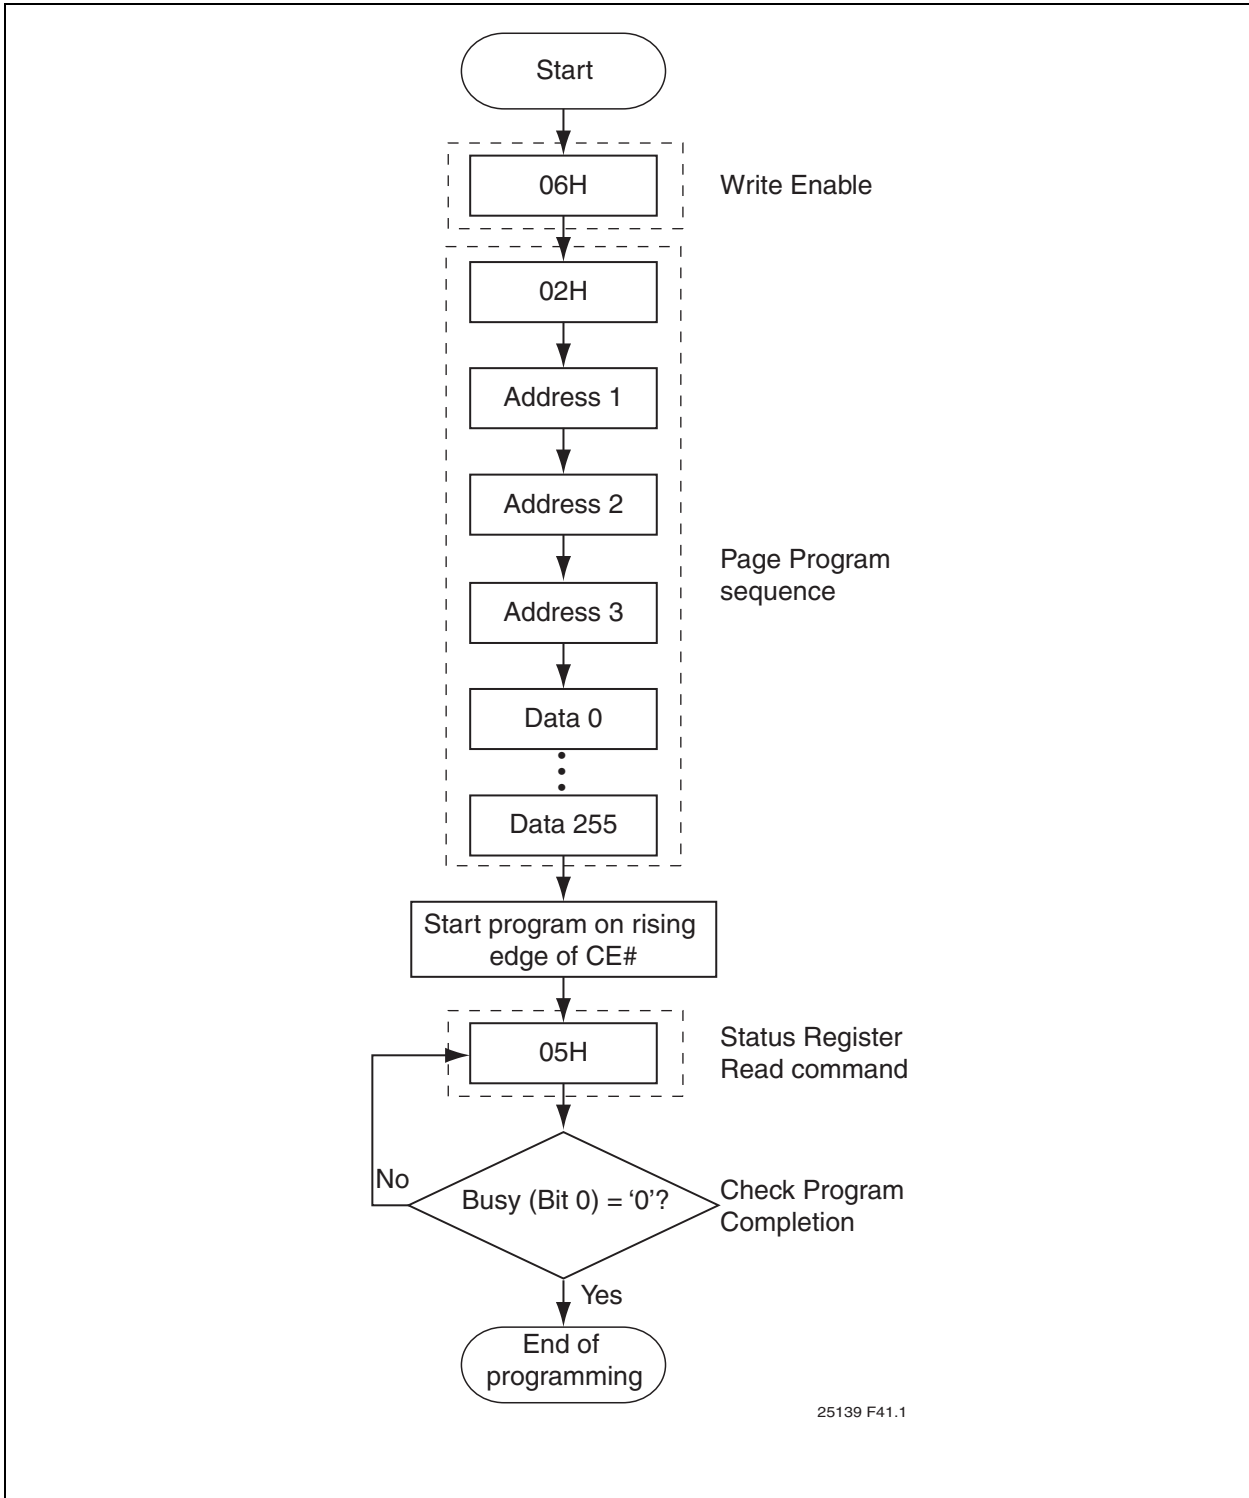 Start
06H
Write Enable
02H
Address 1
Address 2
Address 3
Page Program
sequence
Data 0
Data 255
Start program on rising
edge of CE#
05H
Status Register
Read command
No
Busy (Bit 0) = ‘0’?
Check Program
Completion
Yes
End of
programming
25139 F41.1